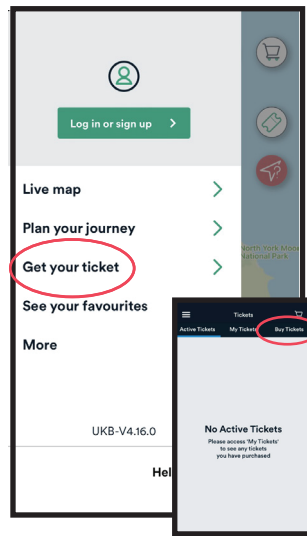 Log in or sign up
Live map
Plan your journey
Get your ticket
See your favourites
More
UKB-V4.16.0
Hel
North York Moor
National Park
Tickets
Active Tickets My Tickets Buy Tickets
No Active Tickets
Please access 'My Tickets'
to see any tickets
you have purchased